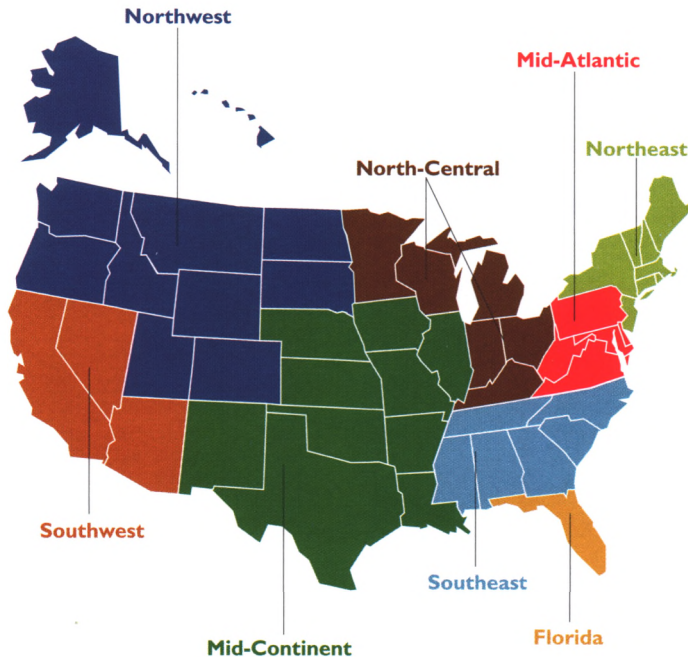 Northwest
Mid-Atlantic
Northeast
North-Central
Southwest
Southeast
Florida
Mid-Continent